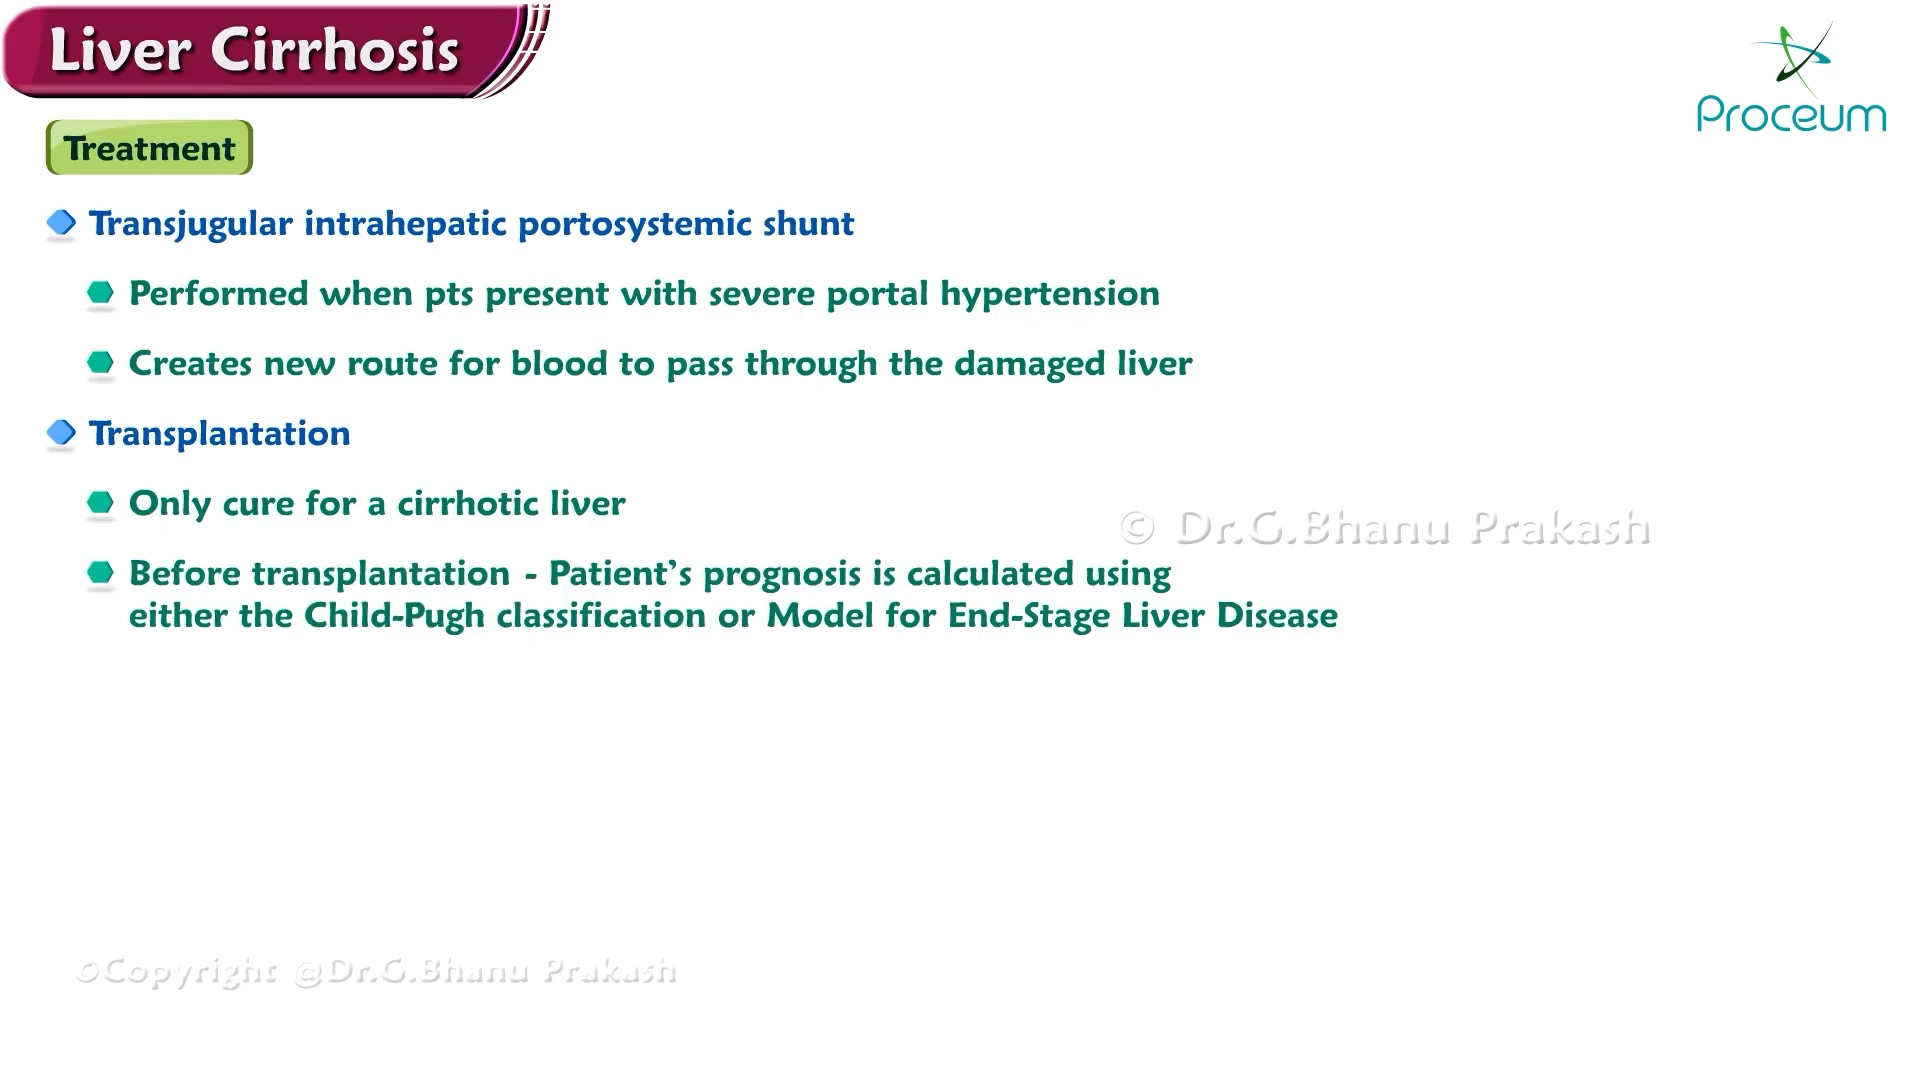 Liver Cirrhosis
Proceum
Treatment
Transjugular intrahepatic portosystemic shunt
Performed when pts present with severe portal hypertension
Creates new route for blood to pass through the damaged liver
Transplantation
Only cure for a cirrhotic liver
© Dr.G.Bhanu Prakash
Before transplantation - Patient’s prognosis is calculated using
either the Child-Pugh classification or Model for End-Stage Liver Disease
©Copyright @Dr.G.Bhanu Prakash